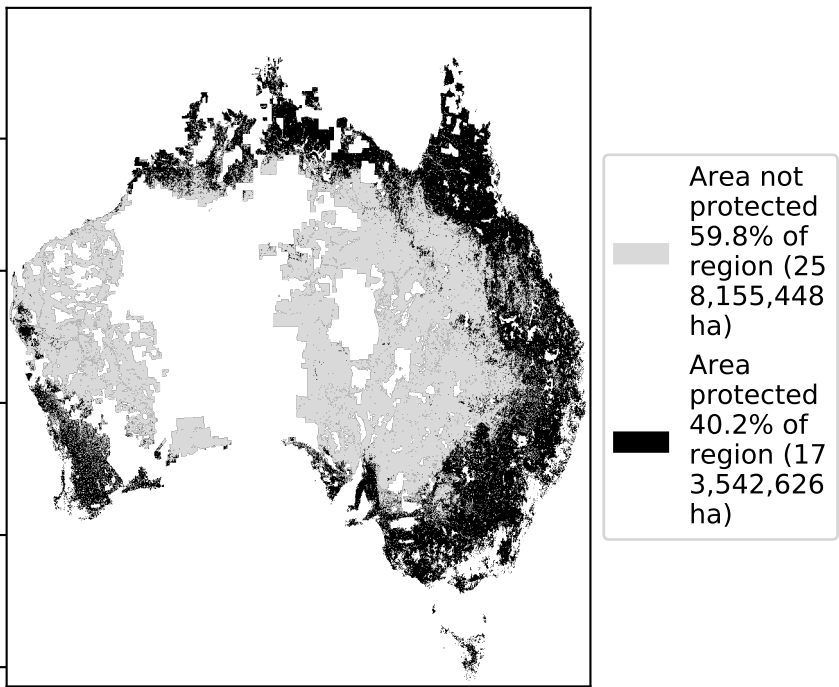 Area not
protected
59.8% of
region (25
8,155,448
ha)
Area
protected
40.2% of
region (17
3,542,626
ha)